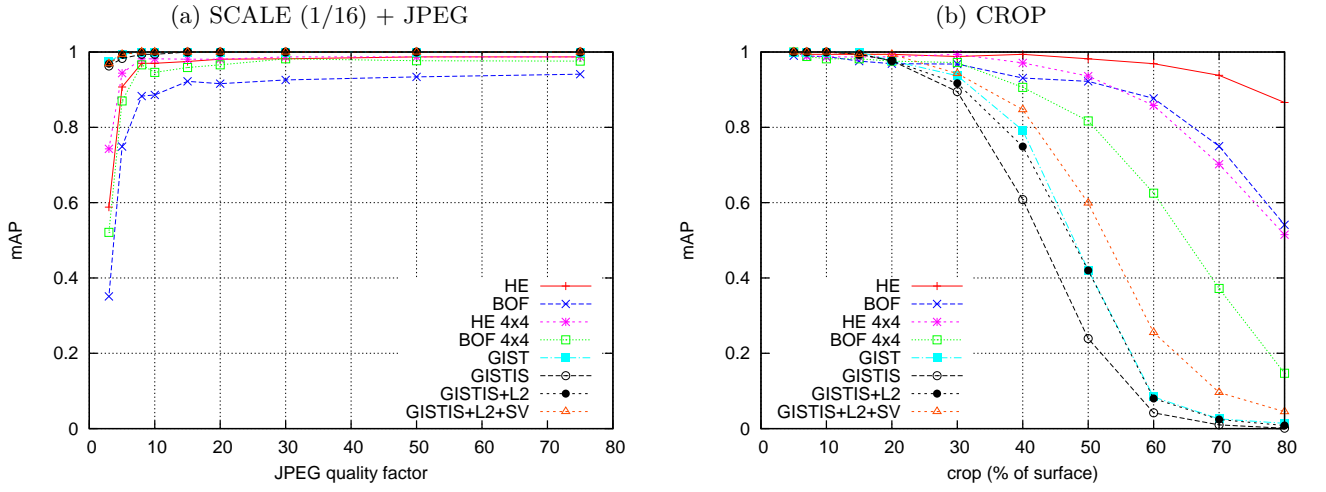 (a) SCALE (1/16) + JPEG
1
0.8
0.6
0.4
0.2
0
mAP
0 10 20 30 40 50 60 70 80
JPEG quality factor
HE
BOF
HE 4x4
BOF 4x4
GIST
GISTIS
GISTIS+L2
GISTIS+L2+SV
(b) CROP
1
0.8
0.6
0.4
0.2
0
mAP
0 10 20 30 40 50 60 70 80
crop (% of surface)
HE
BOF
HE 4x4
BOF 4x4
GIST
GISTIS
GISTIS+L2
GISTIS+L2+SV